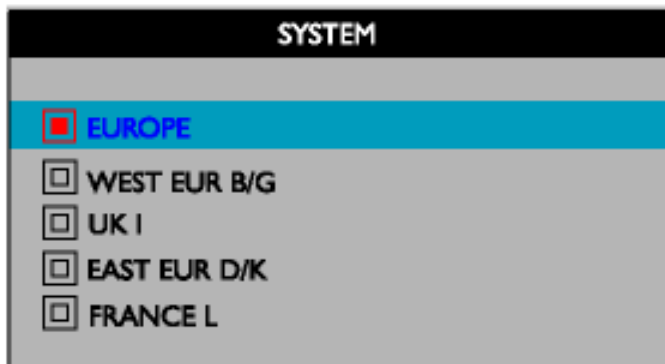 SYSTEM
EUROPE
WEST EUR B/G
UK I
EAST EUR D/K
FRANCE L